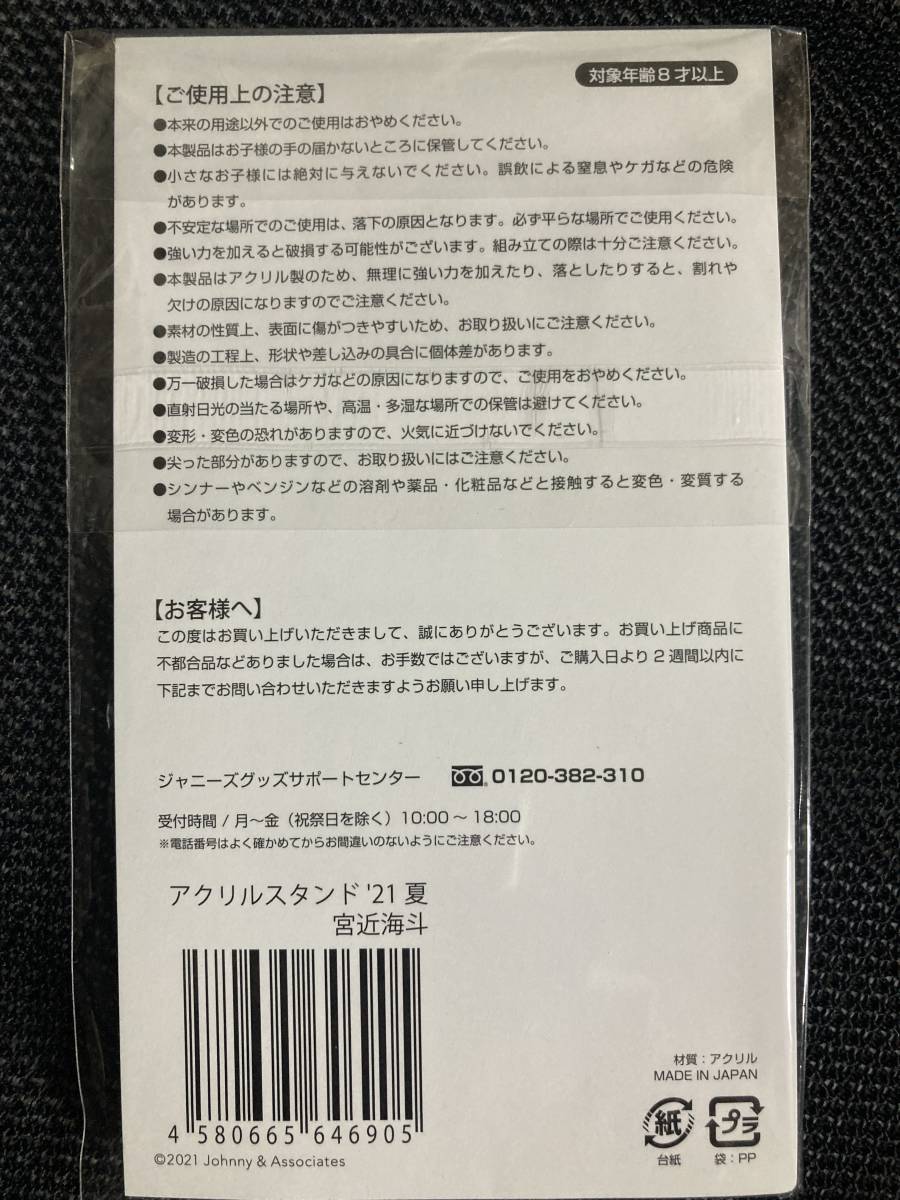 対象年齢8才以上
【ご使用上の注意】
●本来の用途以外でのご使用はおやめください。
●本製品はお子様の手の届かないところに保管してください。
●小さなお子様には絶対に与えないでください。誤飲による窒息やケガなどの危険
があります。
●不安定な場所でのご使用は、落下の原因となります。必ず平らな場所でご使用ください。
●強い力を加えると破損する可能性がございます。組み立ての際は十分ご注意ください。
●本製品はアクリル製のため、無理に強い力を加えたり、落としたりすると、割れや
欠けの原因になりますのでご注意ください。
●素材の性質上、表面に傷がつきやすいため、お取り扱いにご注意ください。
●製造の工程上、形状や差し込みの具合に個体差があります。
●万一破損した場合はケガなどの原因になりますので、ご使用をおやめください。
●直射日光の当たる場所や、高温・多湿な場所での保管は避けてください。
●変形・変色の恐れがありますので、火気に近づけないでください。
●尖った部分がありますので、お取り扱いにはご注意ください。
●シンナーやベンジンなどの溶剤や薬品・化粧品などと接触すると変色・変質する
場合があります。
【お客様へ】
この度はお買い上げいただきまして、誠にありがとうございます。お買い上げ商品に
不都合品などありました場合は、お手数ではございますが、ご購入日より2週間以内に
下記までお問い合わせいただきますようお願い申し上げます。
ジャニーズグッズサポートセンター 0120-382-310
受付時間 / 月〜金（祝祭日を除く）10:00 〜 18:00
※電話番号はよく確かめてからお間違いのないようにご注意ください。
アクリルスタンド '21 夏
宮近海斗
4 580665 646905
©2021 Johnny & Associates
材質：アクリル
MADE IN JAPAN
紙 プラ
台紙 袋：PP